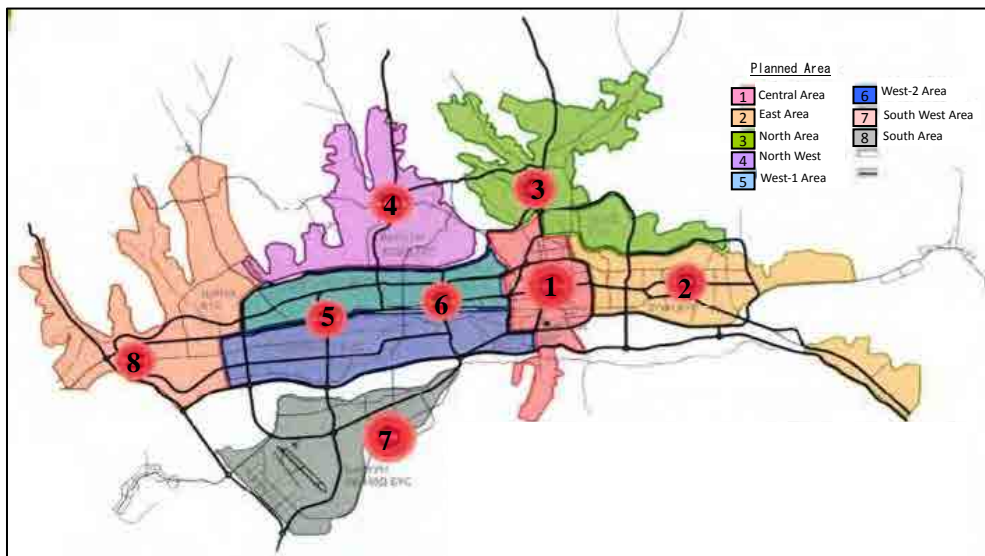 Planned Area
1 Central Area
2 East Area
3 North Area
4 North West
5 West-1 Area
6 West-2 Area
7 South West Area
8 South Area
4
3
1
2
6
5
8
7